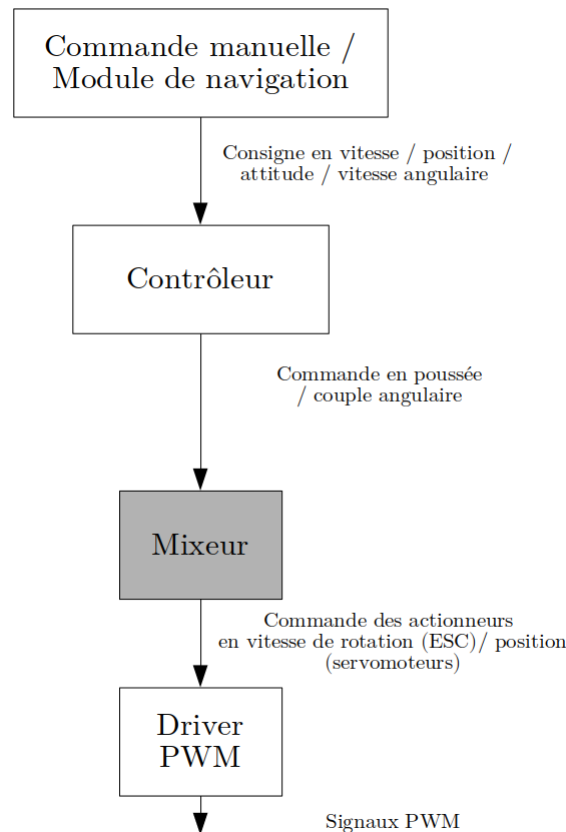 Commande manuelle /
Module de navigation
Consigne en vitesse / position /
attitude / vitesse angulaire
Contrôleur
Commande en poussée
/ couple angulaire
Mixeur
Commande des actionneurs
en vitesse de rotation (ESC)/ position
(servomoteurs)
Driver
PWM
Signaux PWM